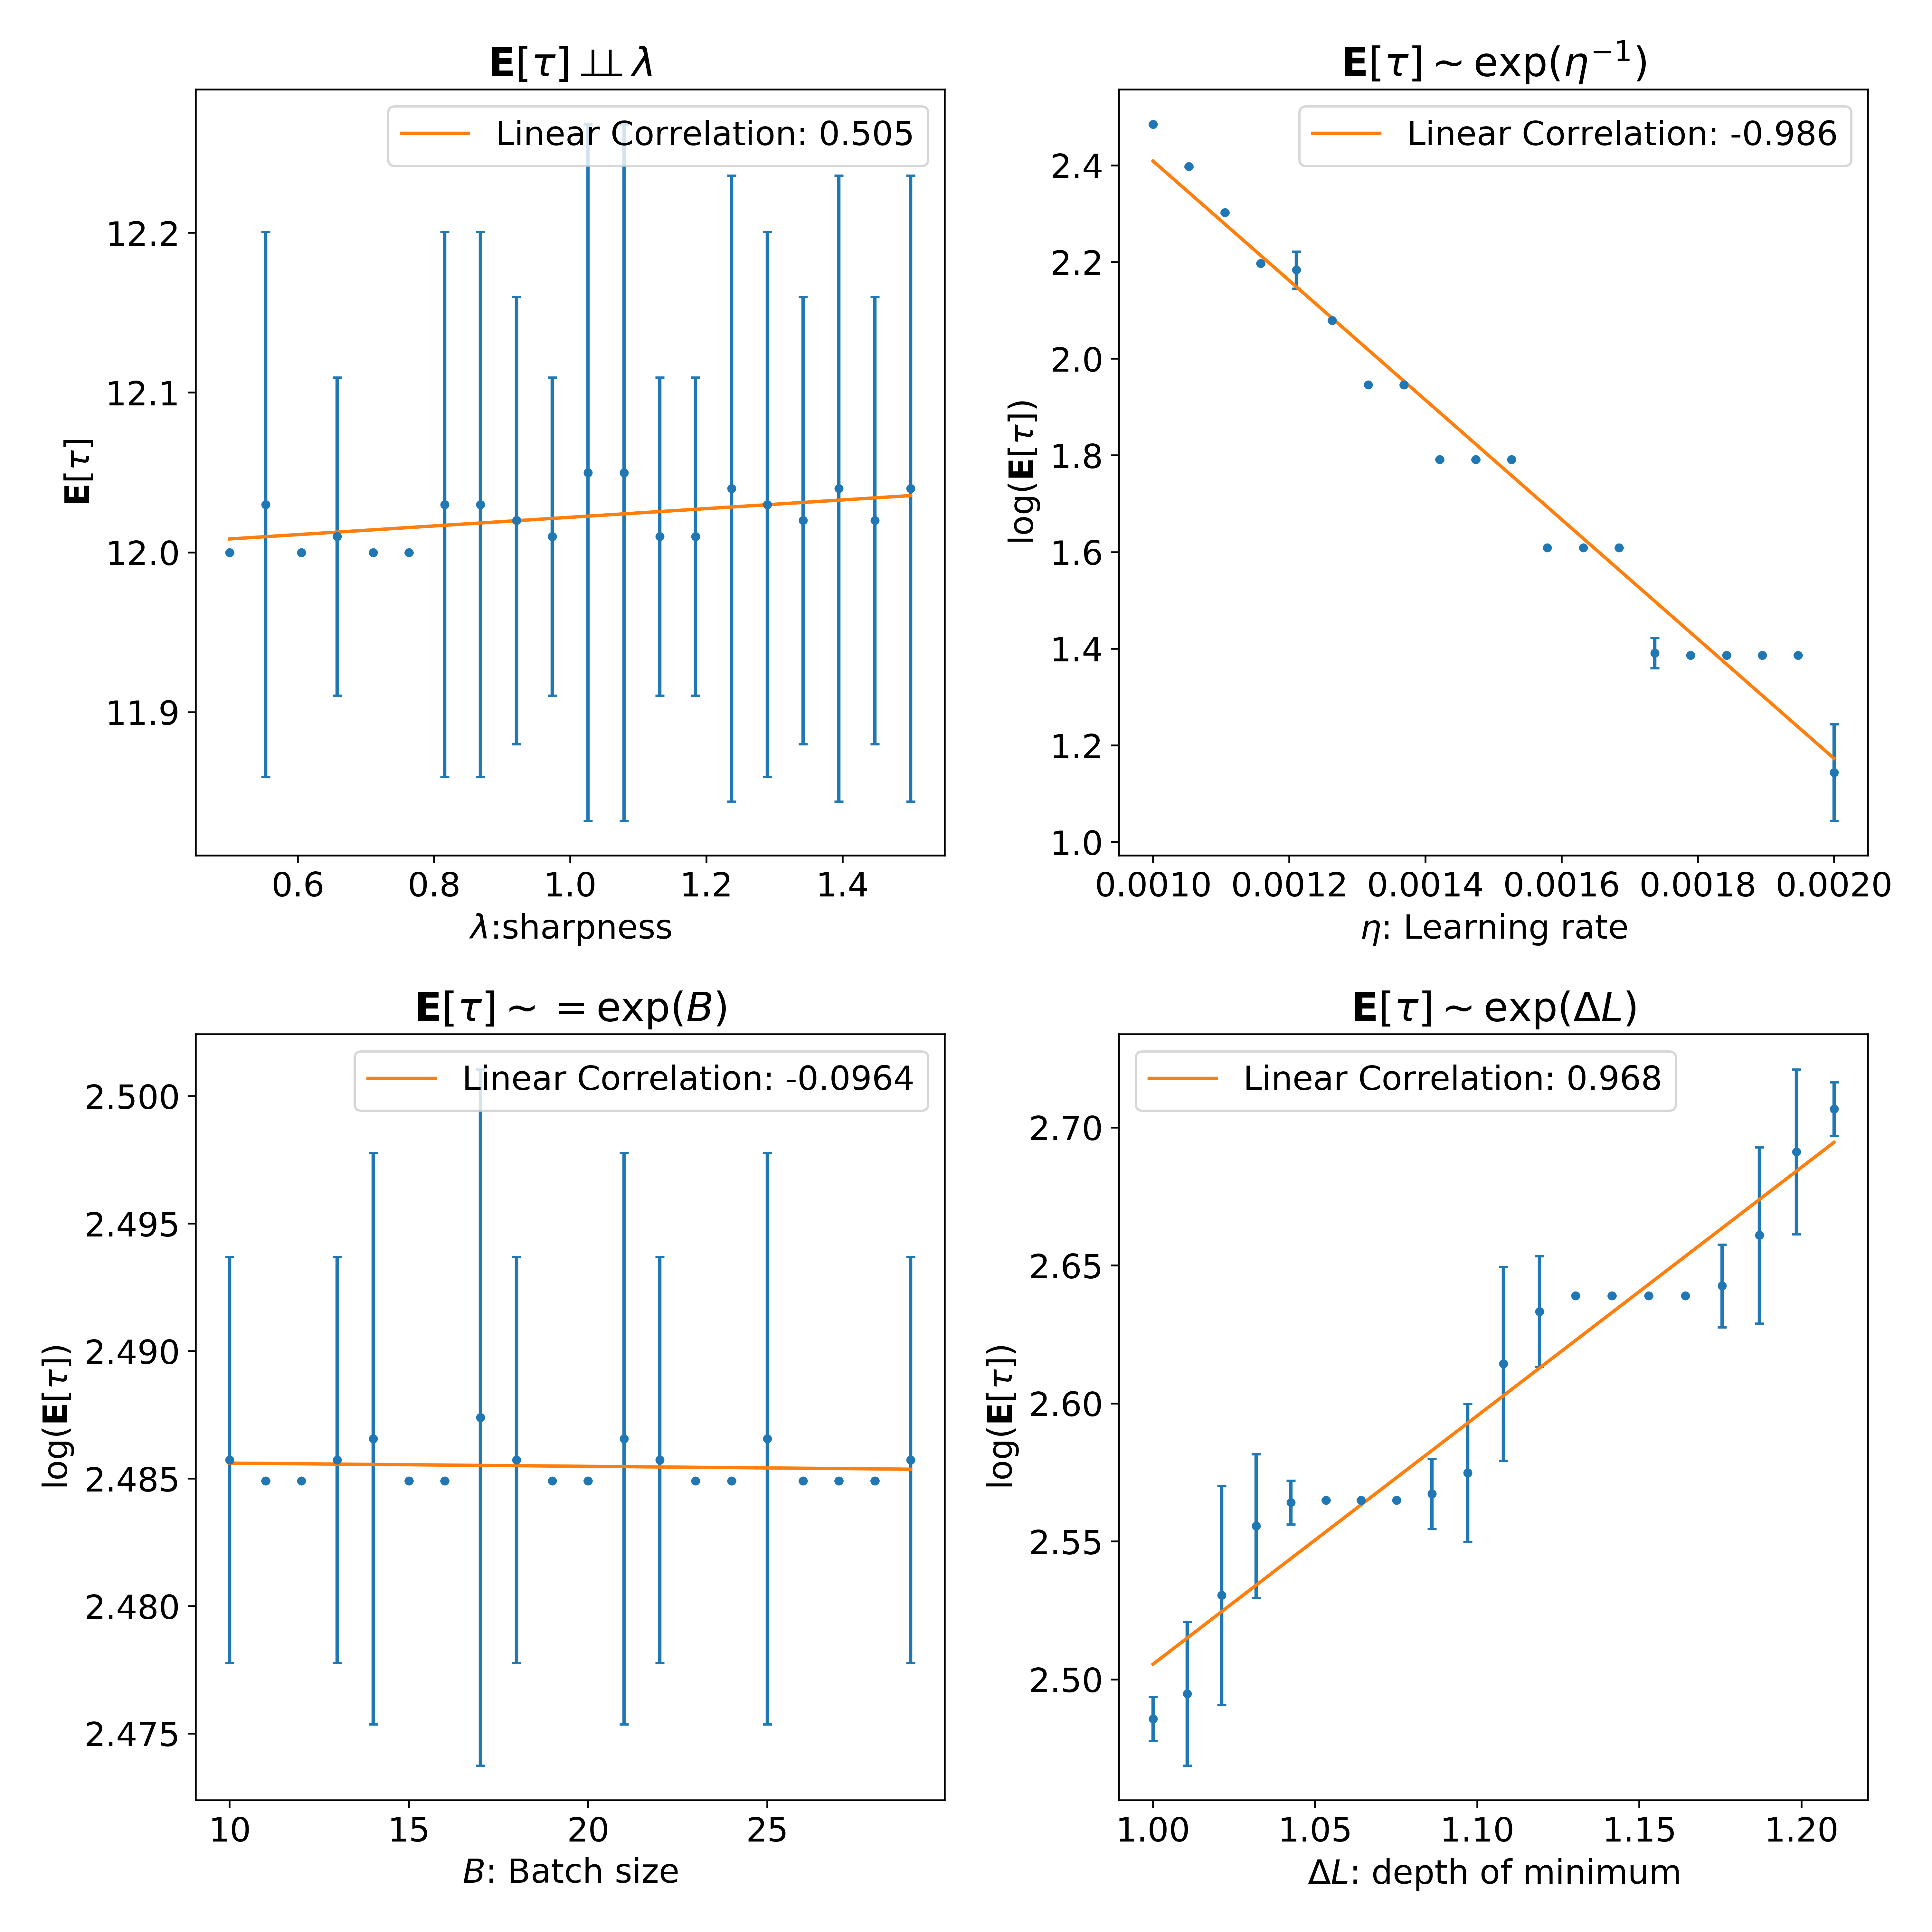 E[τ] ⊥⊥ λ
Linear Correlation: 0.505
12.2
12.1
12.0
11.9
E[τ]
0.6 0.8 1.0 1.2 1.4
λ:sharpness
E[τ] ~ exp(η⁻¹)
Linear Correlation: -0.986
2.4
2.2
2.0
1.8
1.6
1.4
1.2
1.0
log(E[τ])
0.0010 0.0012 0.0014 0.0016 0.0018 0.0020
η: Learning rate
E[τ] ~ = exp(B)
Linear Correlation: -0.0964
2.500
2.495
2.490
2.485
2.480
2.475
log(E[τ])
10 15 20 25
B: Batch size
E[τ] ~ exp(ΔL)
Linear Correlation: 0.968
2.70
2.65
2.60
2.55
2.50
log(E[τ])
1.00 1.05 1.10 1.15 1.20
ΔL: depth of minimum